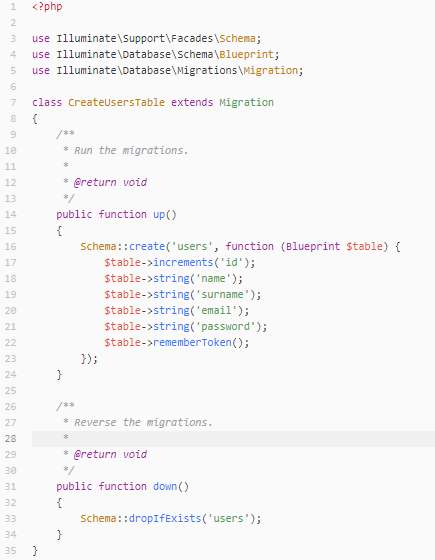 1 <?php
2
3 use Illuminate\Support\Facades\Schema;
4 use Illuminate\Database\Schema\Blueprint;
5 use Illuminate\Database\Migrations\Migration;
6
7 class CreateUsersTable extends Migration
8 {
9     /**
10      * Run the migrations.
11      *
12      * @return void
13      */
14     public function up()
15     {
16         Schema::create('users', function (Blueprint $table) {
17             $table->increments('id');
18             $table->string('name');
19             $table->string('surname');
20             $table->string('email');
21             $table->string('password');
22             $table->rememberToken();
23         });
24     }
25
26     /**
27      * Reverse the migrations.
28      *
29      * @return void
30      */
31     public function down()
32     {
33         Schema::dropIfExists('users');
34     }
35 }